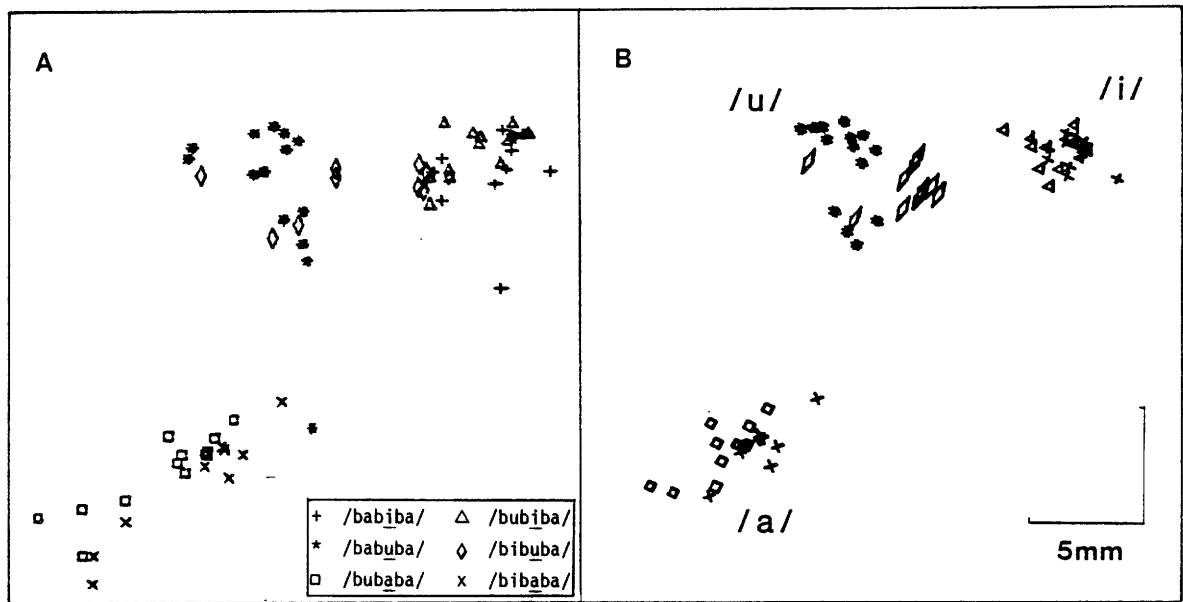 A
B
/u/
/i/
/a/
5mm
+ /babiba/ △ /bubiba/
* /babuba/ ◇ /bibuba/
□ /bubaba/ x /bibaba/